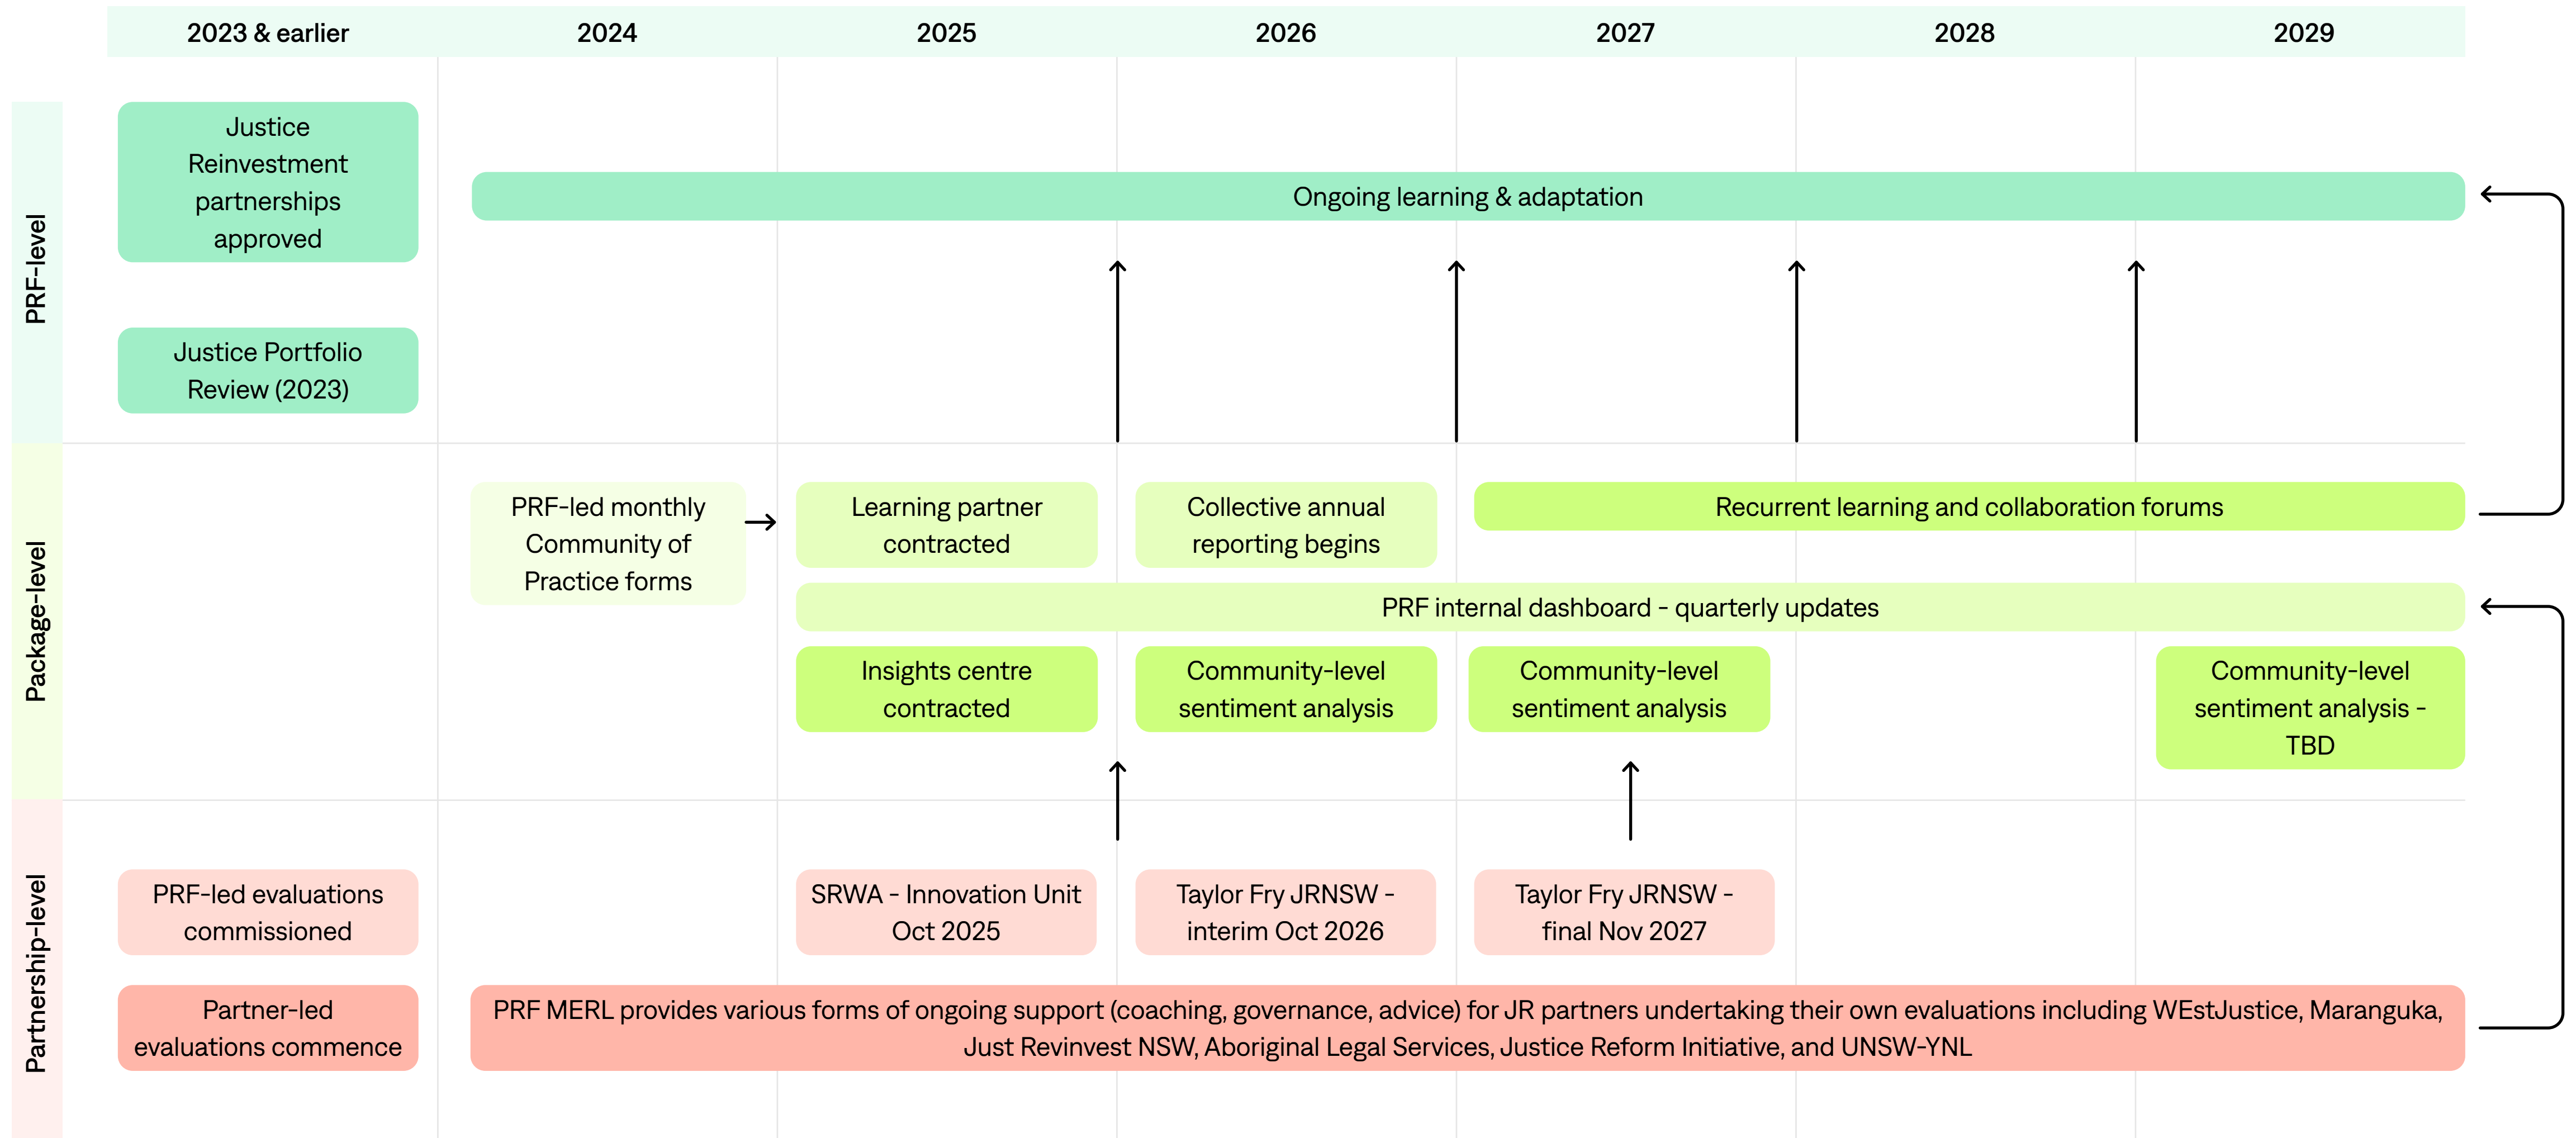 2023 & earlier
2024
2025
2026
2027
2028
2029
PRF-level
Justice
Reinvestment
partnerships
approved
Ongoing learning & adaptation
Justice Portfolio
Review (2023)
Package-level
PRF-led monthly
Community of
Practice forms
Learning partner
contracted
Collective annual
reporting begins
Recurrent learning and collaboration forums
PRF internal dashboard - quarterly updates
Insights centre
contracted
Community-level
sentiment analysis
Community-level
sentiment analysis
Community-level
sentiment analysis -
TBD
Partnership-level
PRF-led evaluations
commissioned
SRWA - Innovation Unit
Oct 2025
Taylor Fry JRNSW -
interim Oct 2026
Taylor Fry JRNSW -
final Nov 2027
Partner-led
evaluations commence
PRF MERL provides various forms of ongoing support (coaching, governance, advice) for JR partners undertaking their own evaluations including WEstJustice, Maranguka,
Just Revinvest NSW, Aboriginal Legal Services, Justice Reform Initiative, and UNSW-YNL